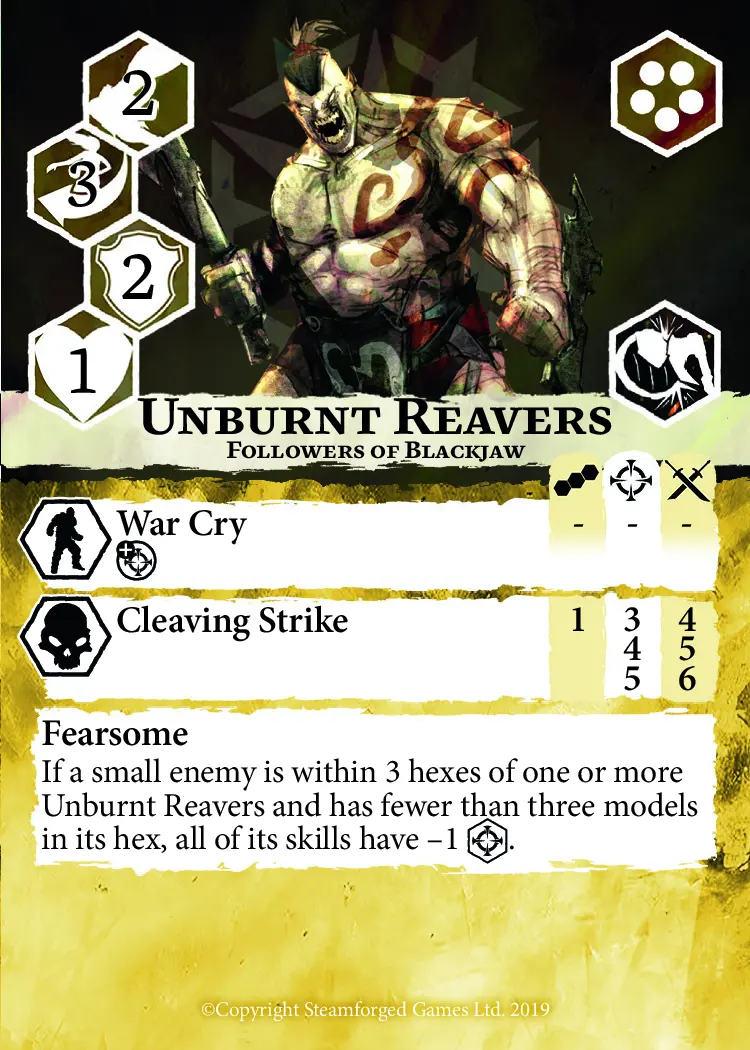 2
3
2
1
Unburnt Reavers
Followers of Blackjaw
War Cry
- - -
Cleaving Strike 1 3 4
4 5
5 6
Fearsome
If a small enemy is within 3 hexes of one or more
Unburnt Reavers and has fewer than three models
in its hex, all of its skills have –1 .
©Copyright Steamforged Games Ltd. 2019